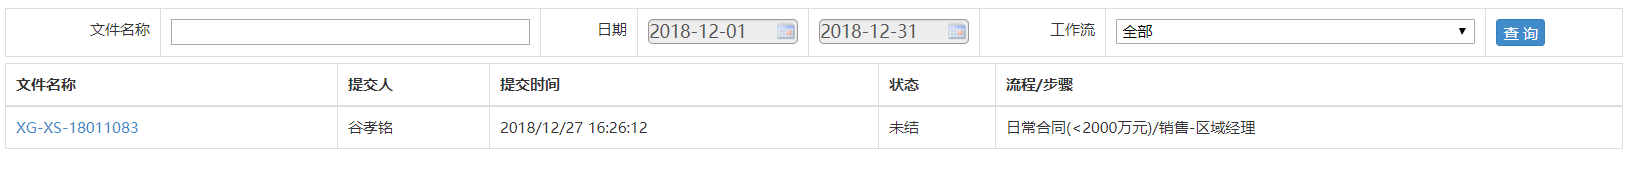 文件名称 日期 2018-12-01 2018-12-31 工作流 全部 查 询
文件名称 提交人 提交时间 状态 流程/步骤
XG-XS-18011083 谷孝铭 2018/12/27 16:26:12 未结 日常合同(<2000万元)/销售-区域经理